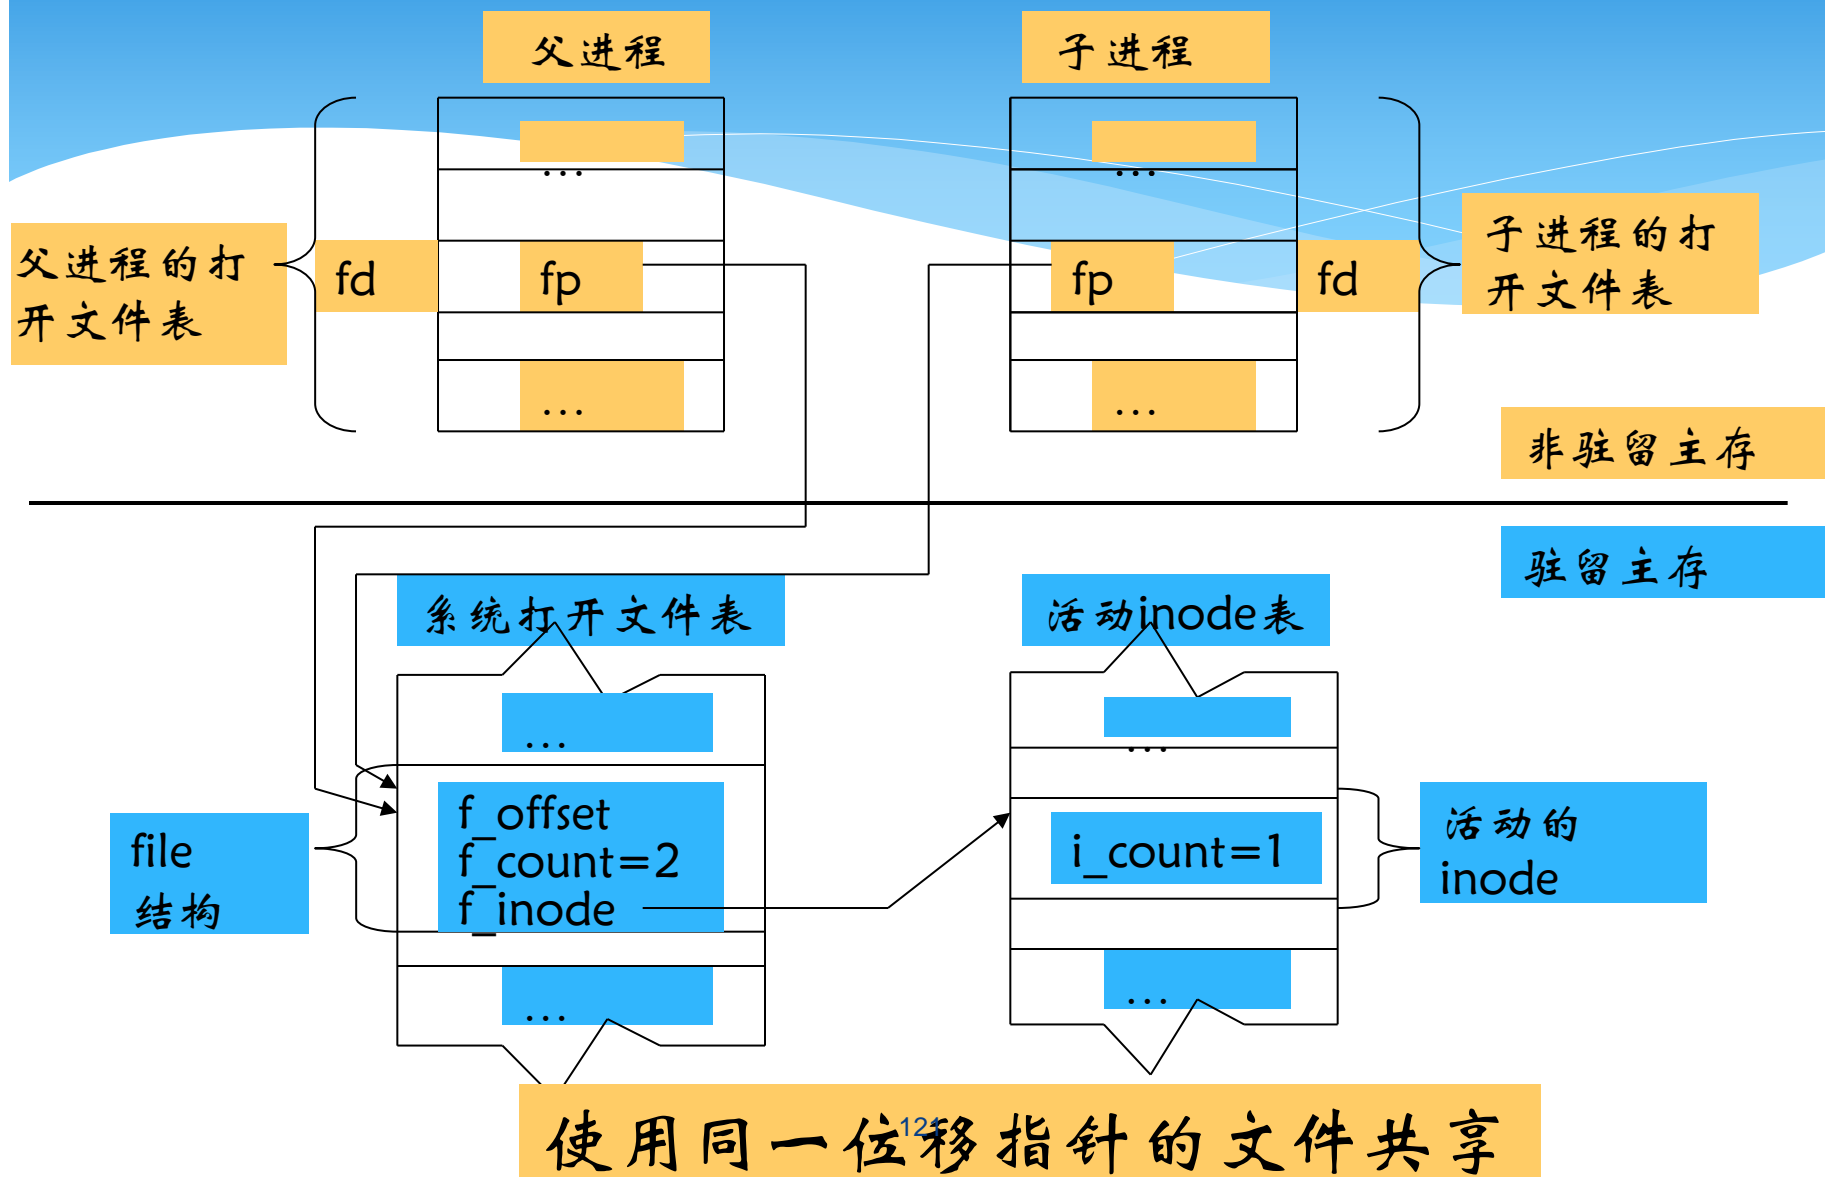 父进程
子进程
...
...
父进程的打
开文件表
fd
fp
fp
fd
子进程的打
开文件表
...
...
非驻留主存
驻留主存
系统打开文件表
活动inode表
...
...
file
结构
f_offset
f_count=2
f_inode
i_count=1
活动的
inode
...
...
使用同一位移指针的文件共享
121